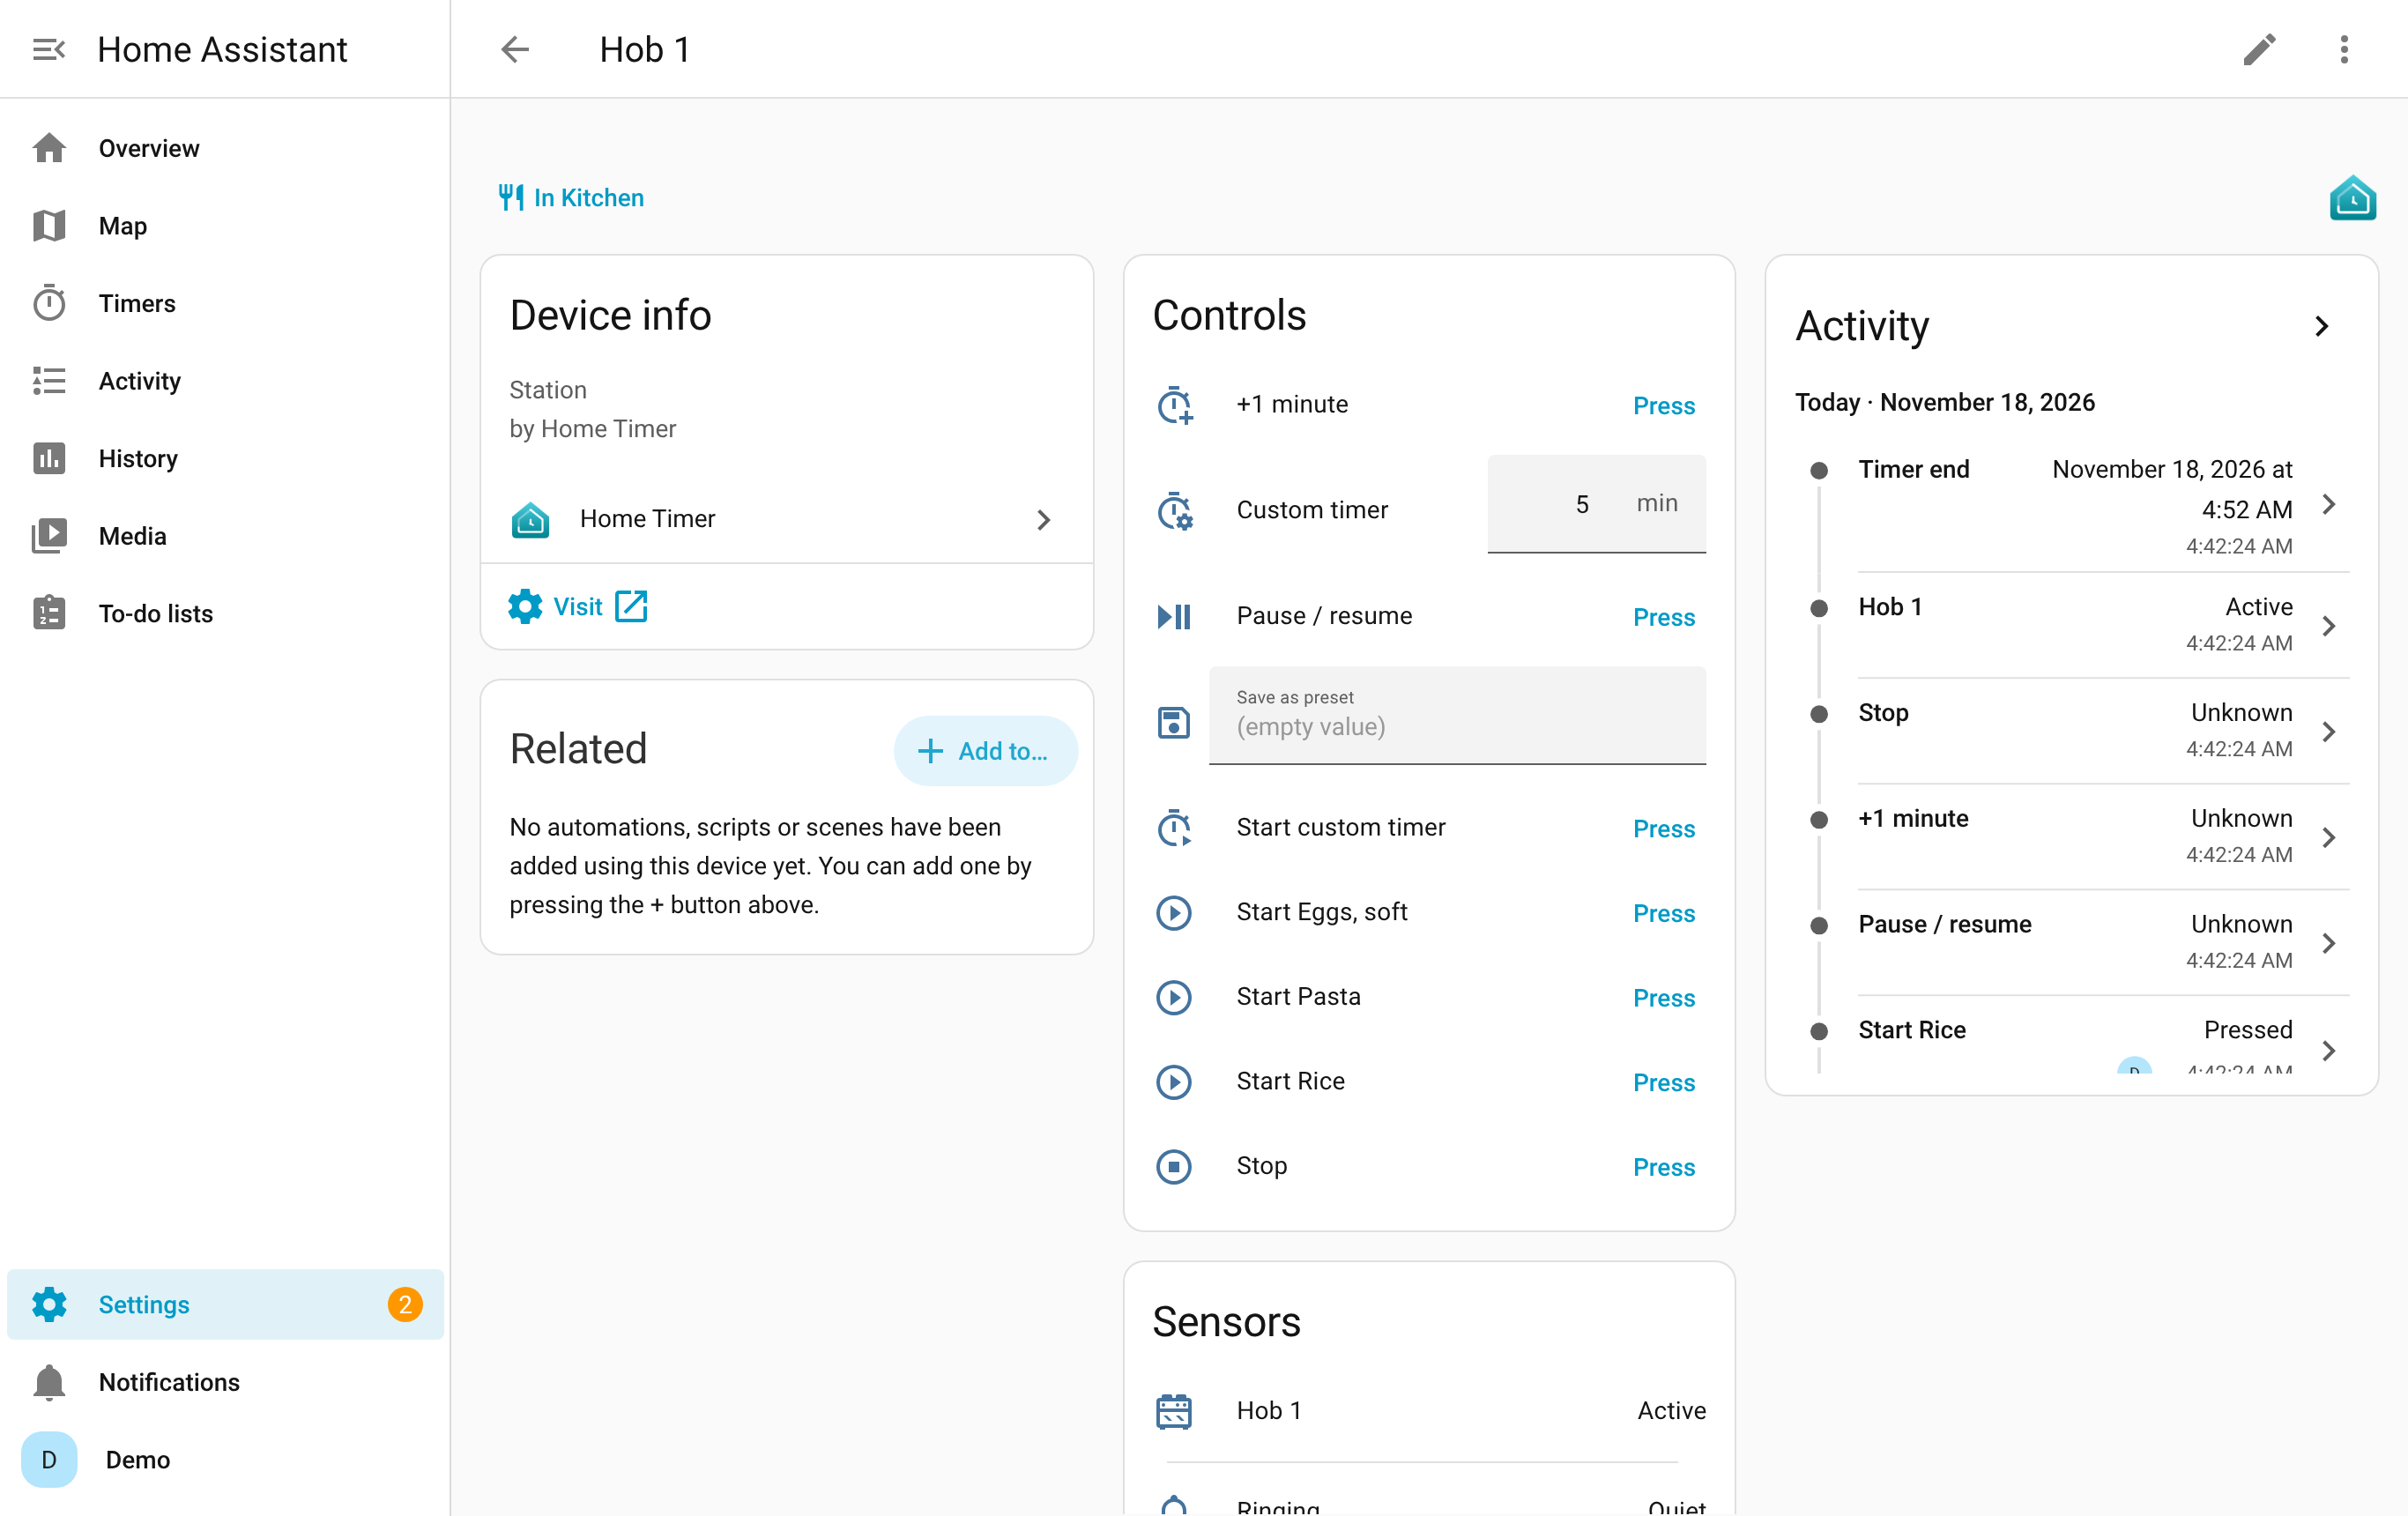 Home Assistant
Hob 1
Overview
Map
Timers
Activity
History
Media
To-do lists
Settings
2
Notifications
D
Demo
In Kitchen
Device info
Station
by Home Timer
Home Timer
Visit
Related
Add to...
No automations, scripts or scenes have been
added using this device yet. You can add one by
pressing the + button above.
Controls
+1 minute
Press
Custom timer
5 min
Pause / resume
Press
Save as preset
(empty value)
Start custom timer
Press
Start Eggs, soft
Press
Start Pasta
Press
Start Rice
Press
Stop
Press
Sensors
Hob 1
Active
Ringing
Quiet
Activity
Today · November 18, 2026
Timer end
November 18, 2026 at
4:52 AM
4:42:24 AM
Hob 1
Active
4:42:24 AM
Stop
Unknown
4:42:24 AM
+1 minute
Unknown
4:42:24 AM
Pause / resume
Unknown
4:42:24 AM
Start Rice
Pressed
D
4:42:24 AM